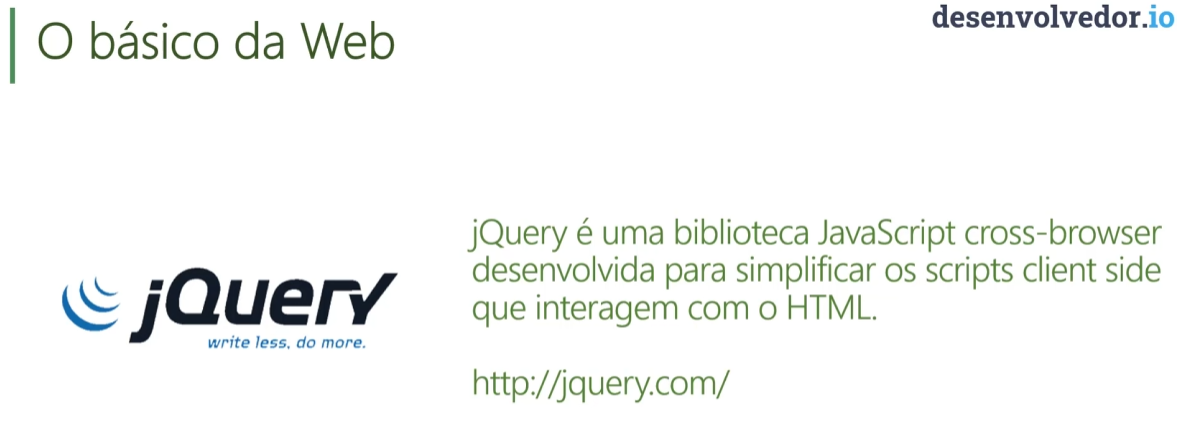 O básico da Web
desenvolvedor.io
jQuery é uma biblioteca JavaScript cross-browser
desenvolvida para simplificar os scripts client side
que interagem com o HTML.
jQuery
write less, do more.
http://jquery.com/